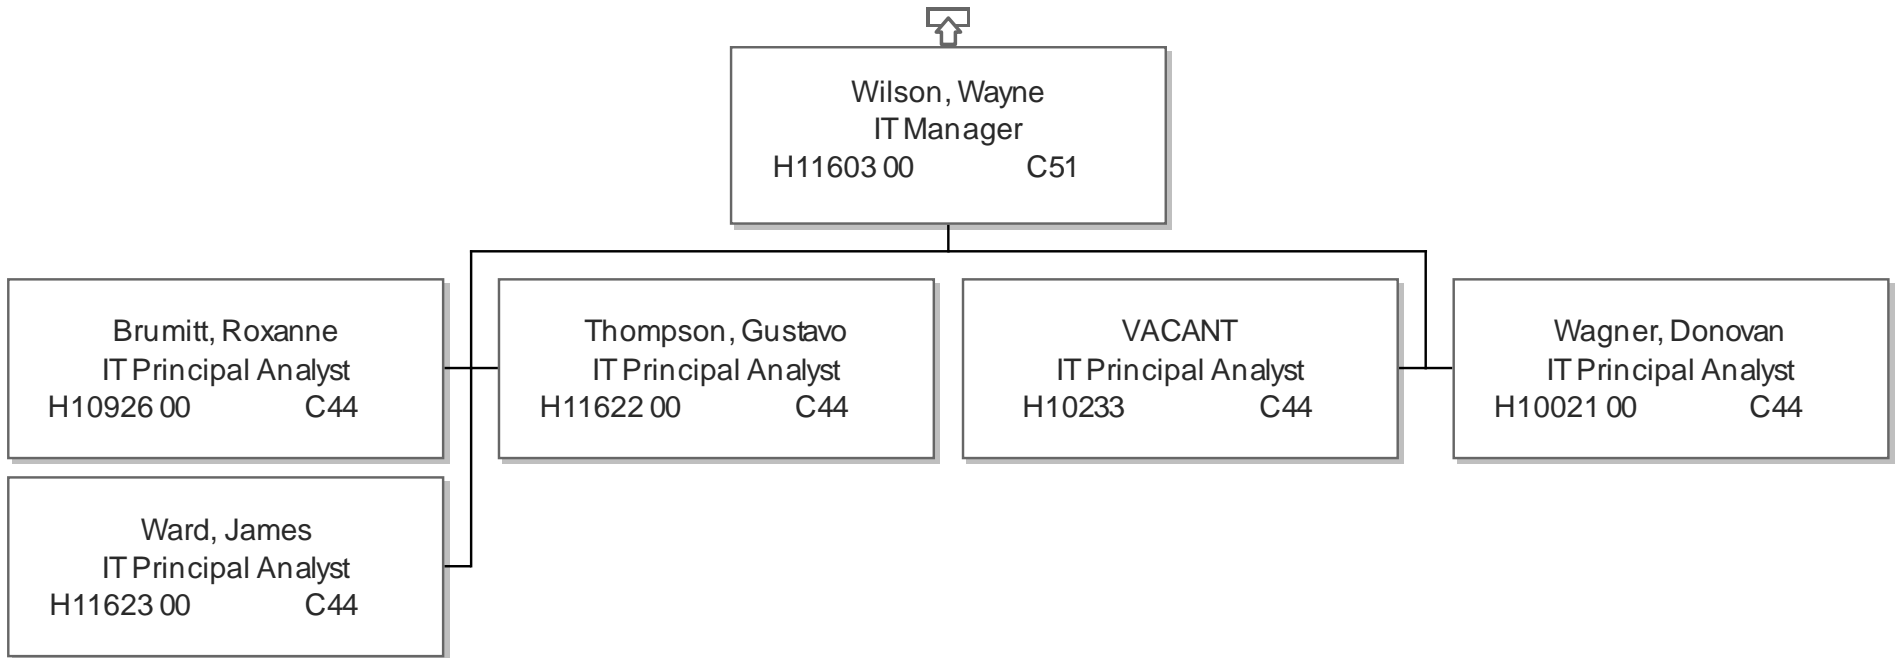 Wilson, Wayne
IT Manager
H11603 00 C51
Brumitt, Roxanne
IT Principal Analyst
H10926 00 C44
Thompson, Gustavo
IT Principal Analyst
H11622 00 C44
VACANT
IT Principal Analyst
H10233 C44
Wagner, Donovan
IT Principal Analyst
H10021 00 C44
Ward, James
IT Principal Analyst
H11623 00 C44